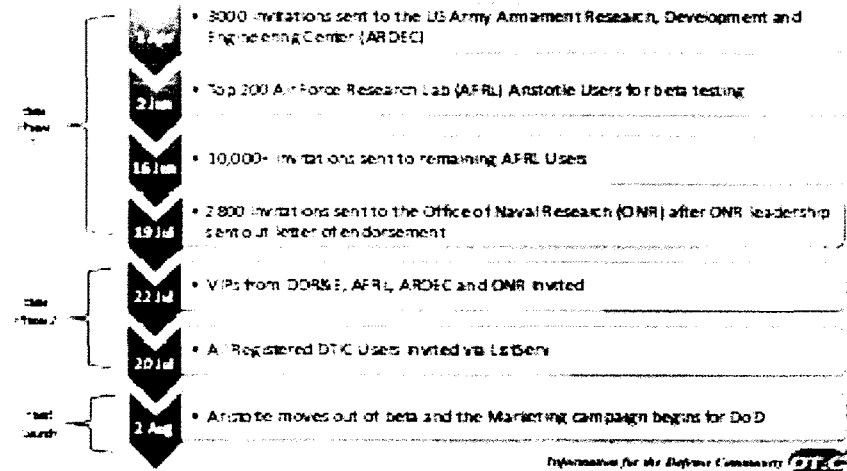 3000 invitations sent to the US Army Armament Research, Development and
Engineering Center (ARDEC)
2 Jun
Top 200 Air Force Research Lab (AFRL) Aristotle Users for beta testing
16 Jun
10,000+ invitations sent to remaining AFRL Users
19 Jul
2800 invitations sent to the Office of Naval Research (ONR) after ONR leadership
sent out letter of endorsement
22 Jul
VIPs from DDR&E, AFRL, ARDEC and ONR invited
20 Jul
All Registered DTIC Users invited via ListServ
Launch
2 Aug
Aristotle moves out of beta and the Marketing campaign begins for DoD
Information for the Defense Community
DTIC